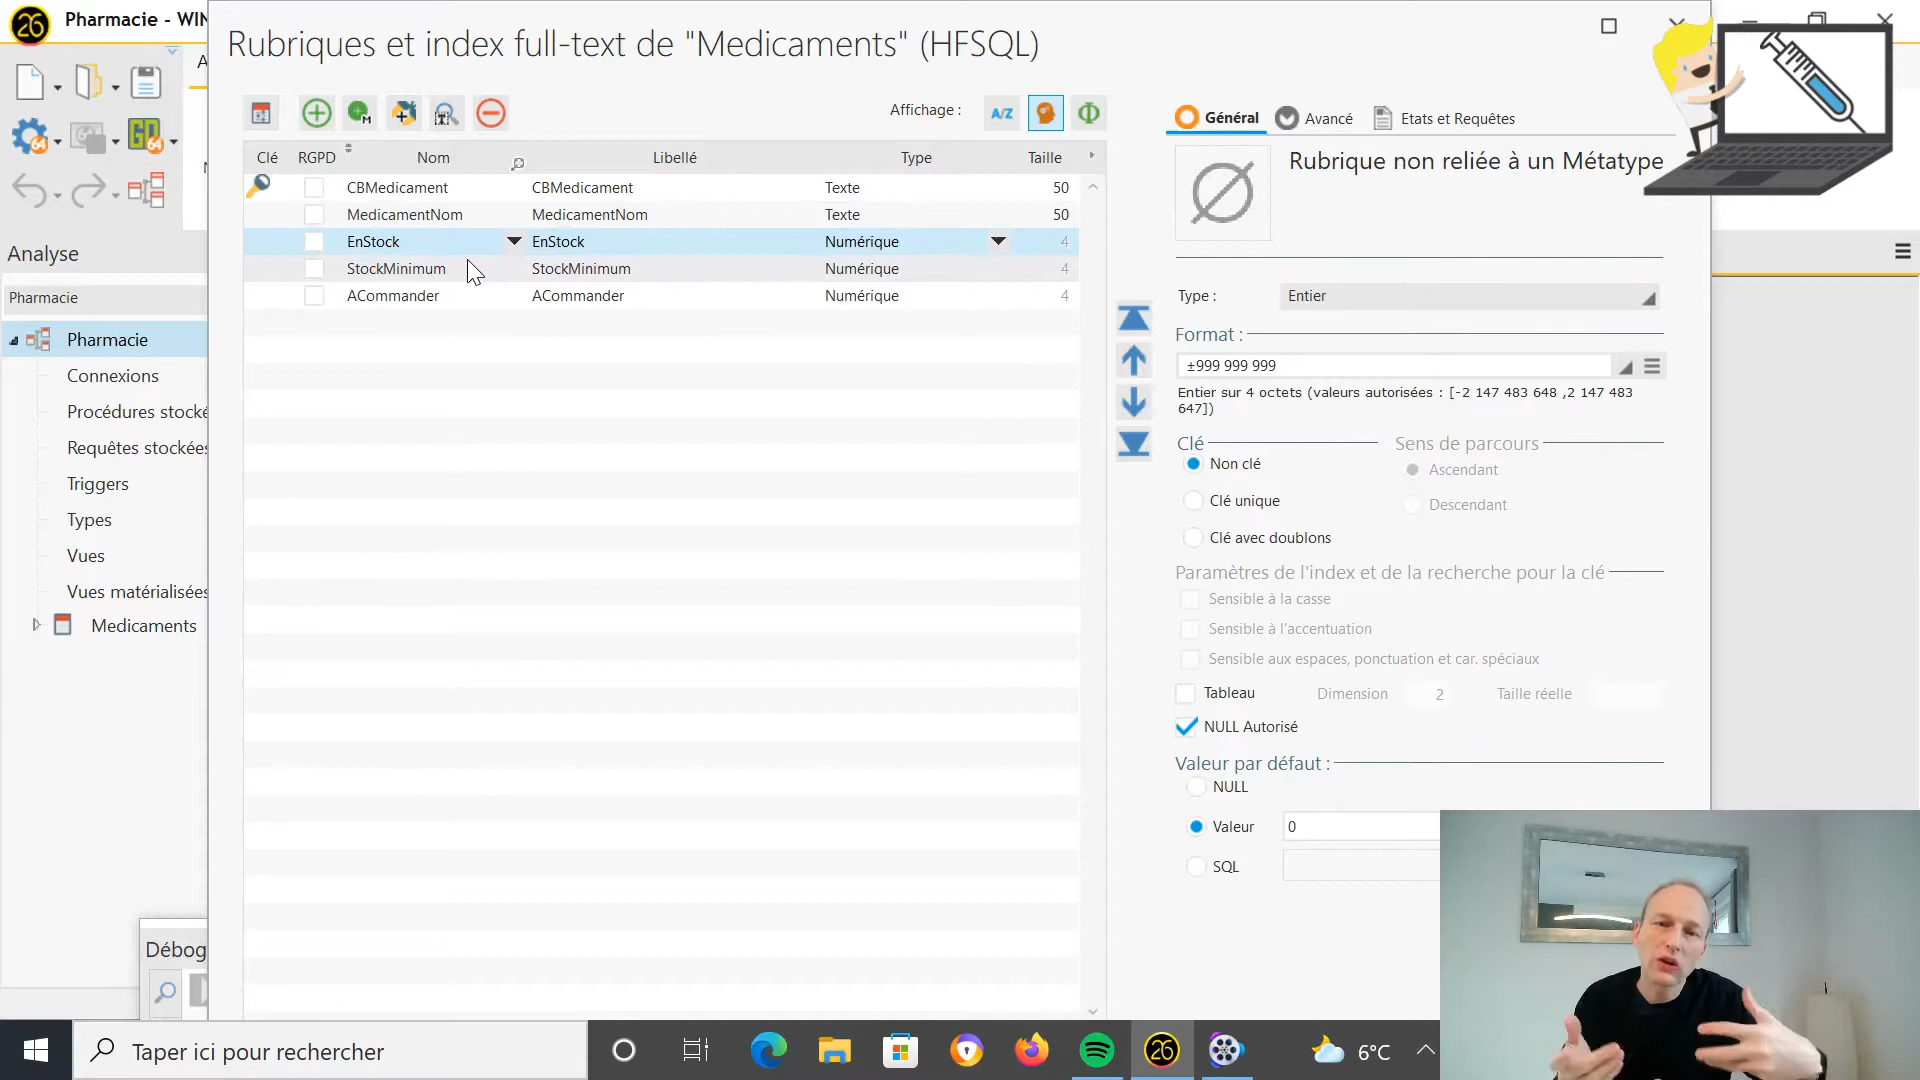 26 Pharmacie - WIN
Rubriques et index full-text de "Medicaments" (HFSQL)
Affichage :
A/Z
Général
Avancé
Etats et Requêtes
Clé RGPD Nom Libellé Type Taille
CBMedicament CBMedicament Texte 50
MedicamentNom MedicamentNom Texte 50
EnStock EnStock Numérique 4
StockMinimum StockMinimum Numérique 4
ACommander ACommander Numérique 4
Rubrique non reliée à un Métatype
Type : Entier
Format :
±999 999 999
Entier sur 4 octets (valeurs autorisées : [-2 147 483 648 ,2 147 483
647])
Clé Sens de parcours
Non clé Ascendant
Clé unique Descendant
Clé avec doublons
Paramètres de l'index et de la recherche pour la clé
Sensible à la casse
Sensible à l'accentuation
Sensible aux espaces, ponctuation et car. spéciaux
Tableau Dimension 2 Taille réelle
NULL Autorisé
Valeur par défaut :
NULL
Valeur 0
SQL
64
64
GO
M
Analyse
Pharmacie
Pharmacie
Connexions
Procédures stocké
Requêtes stockées
Triggers
Types
Vues
Vues matérialisées
Medicaments
Débog
Taper ici pour rechercher
26
6°C